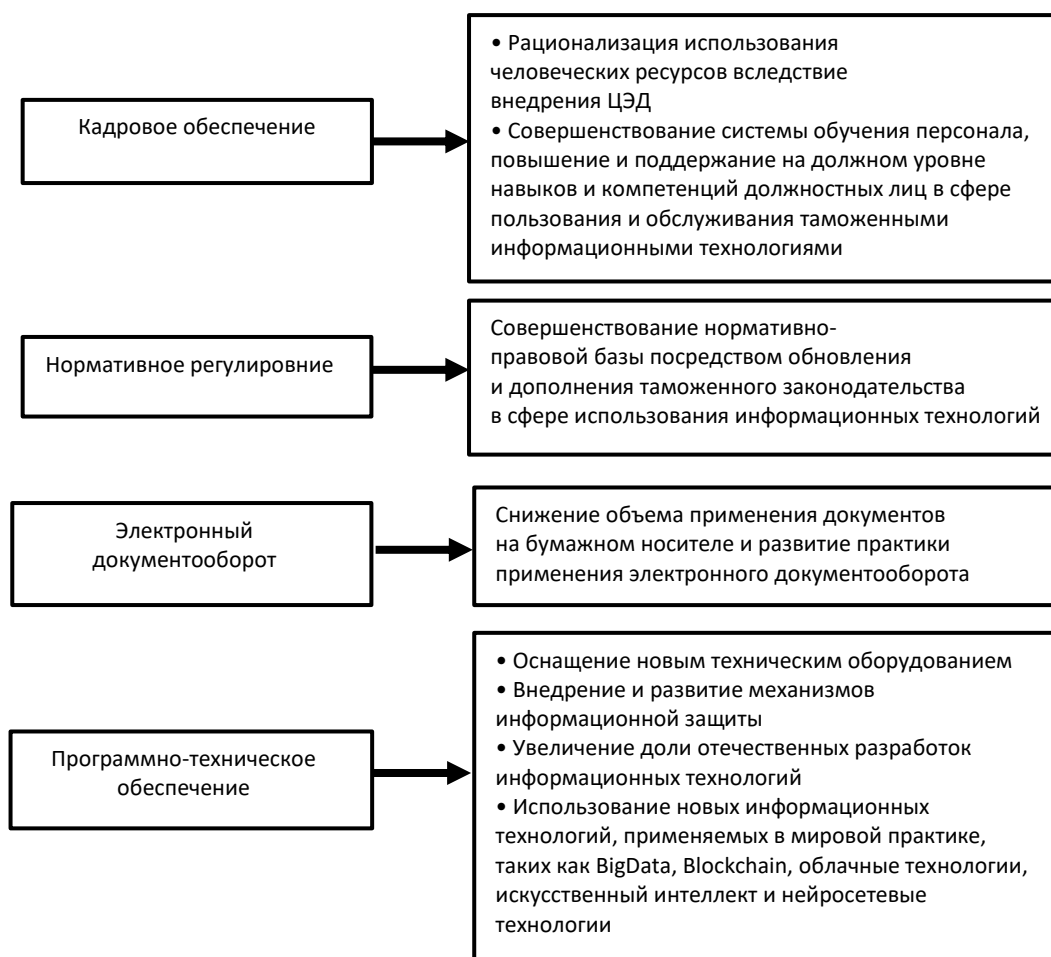 Кадровое обеспечение
• Рационализация использования
человеческих ресурсов вследствие
внедрения ЦЭД
• Совершенствование системы обучения персонала,
повышение и поддержание на должном уровне
навыков и компетенций должностных лиц в сфере
пользования и обслуживания таможенными
информационными технологиями
Нормативное регулировние
Совершенствование нормативно-
правовой базы посредством обновления
и дополнения таможенного законодательства
в сфере использования информационных технологий
Электронный
документооборот
Снижение объема применения документов
на бумажном носителе и развитие практики
применения электронного документооборота
Программно-техническое
обеспечение
• Оснащение новым техническим оборудованием
• Внедрение и развитие механизмов
информационной защиты
• Увеличение доли отечественных разработок
информационных технологий
• Использование новых информационных
технологий, применяемых в мировой практике,
таких как BigData, Blockchain, облачные технологии,
искусственный интеллект и нейросетевые
технологии